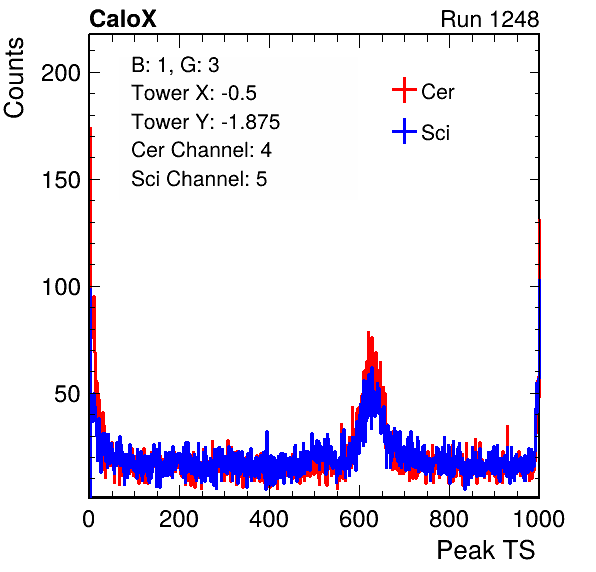 CaloX Run 1248
Counts
B: 1, G: 3
Tower X: -0.5
Tower Y: -1.875
Cer Channel: 4
Sci Channel: 5
Cer
Sci
200
150
100
50
0 200 400 600 800 1000
Peak TS